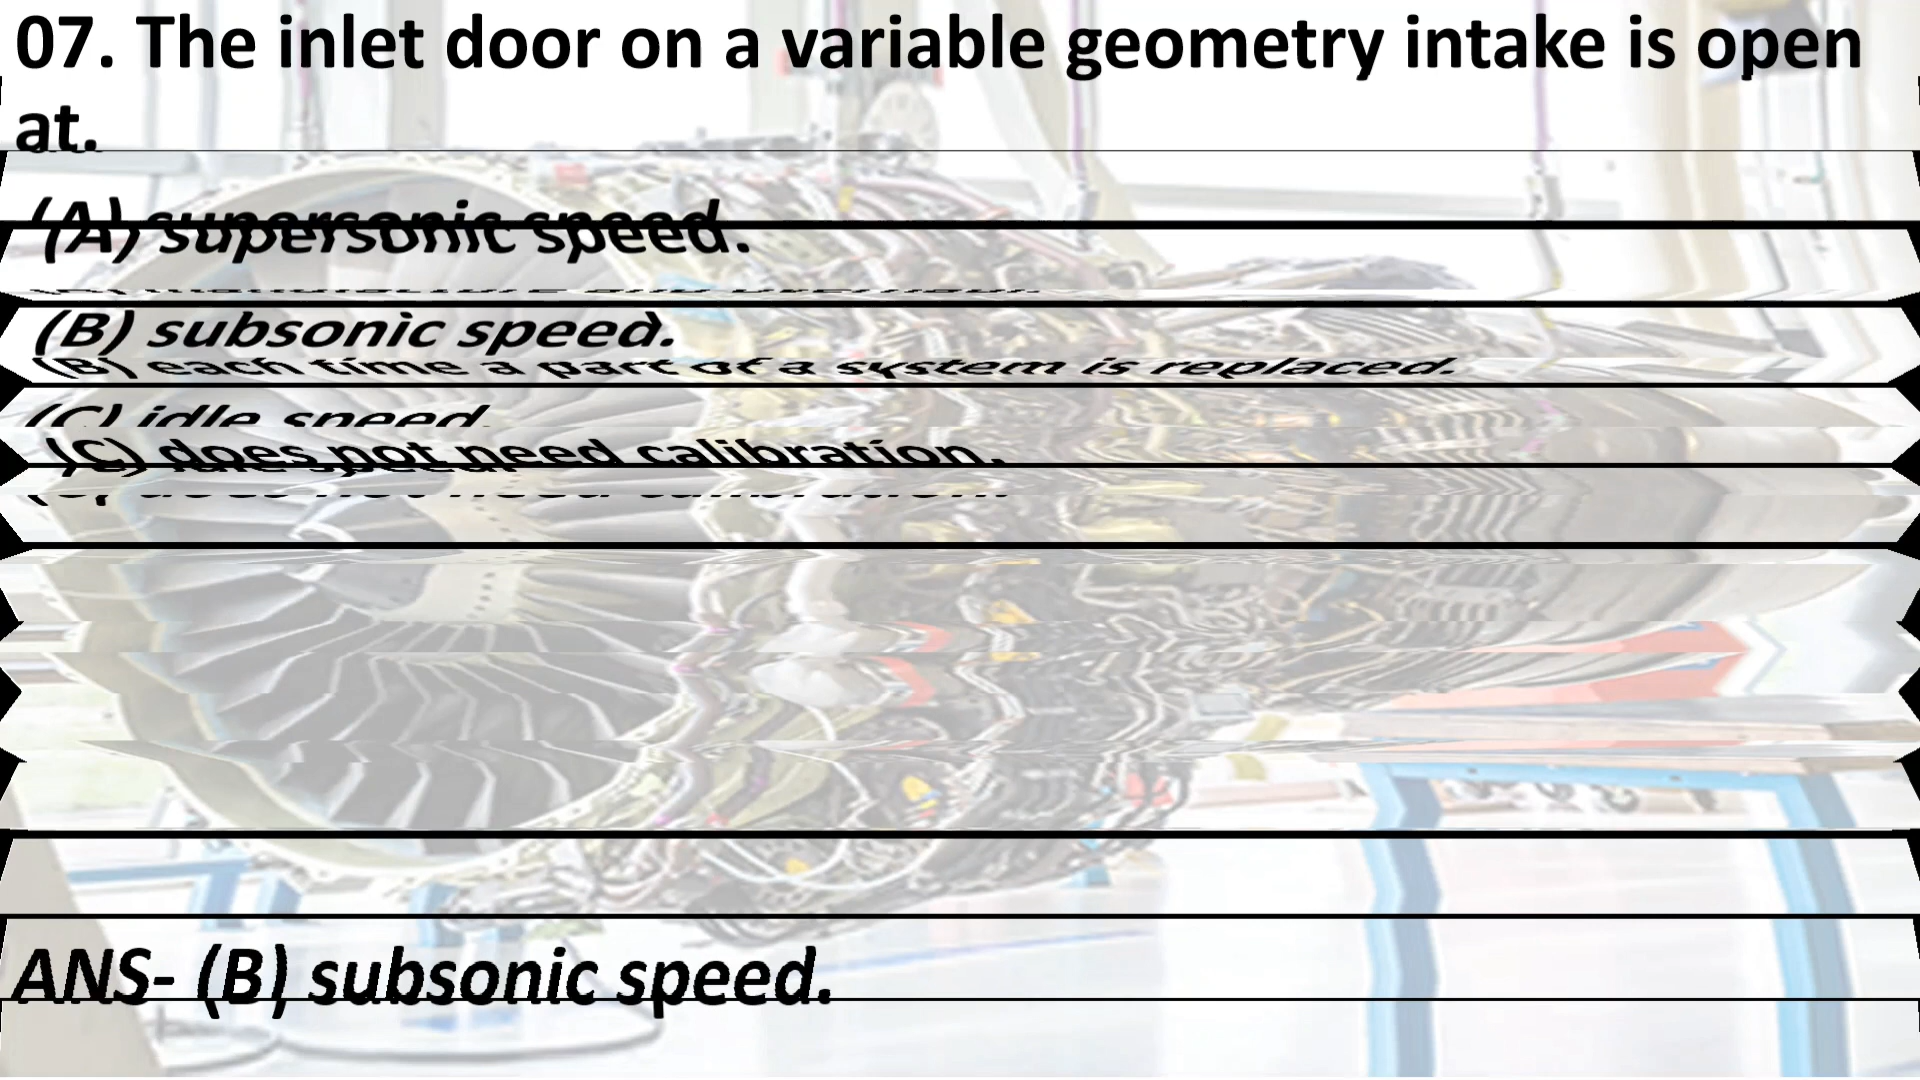 07. The inlet door on a variable geometry intake is open
at.
(A) supersonic speed.
(B) subsonic speed.
(B) each time a part of a system is replaced.
(C) idle speed.
(C) does not need calibration.
ANS- (B) subsonic speed.